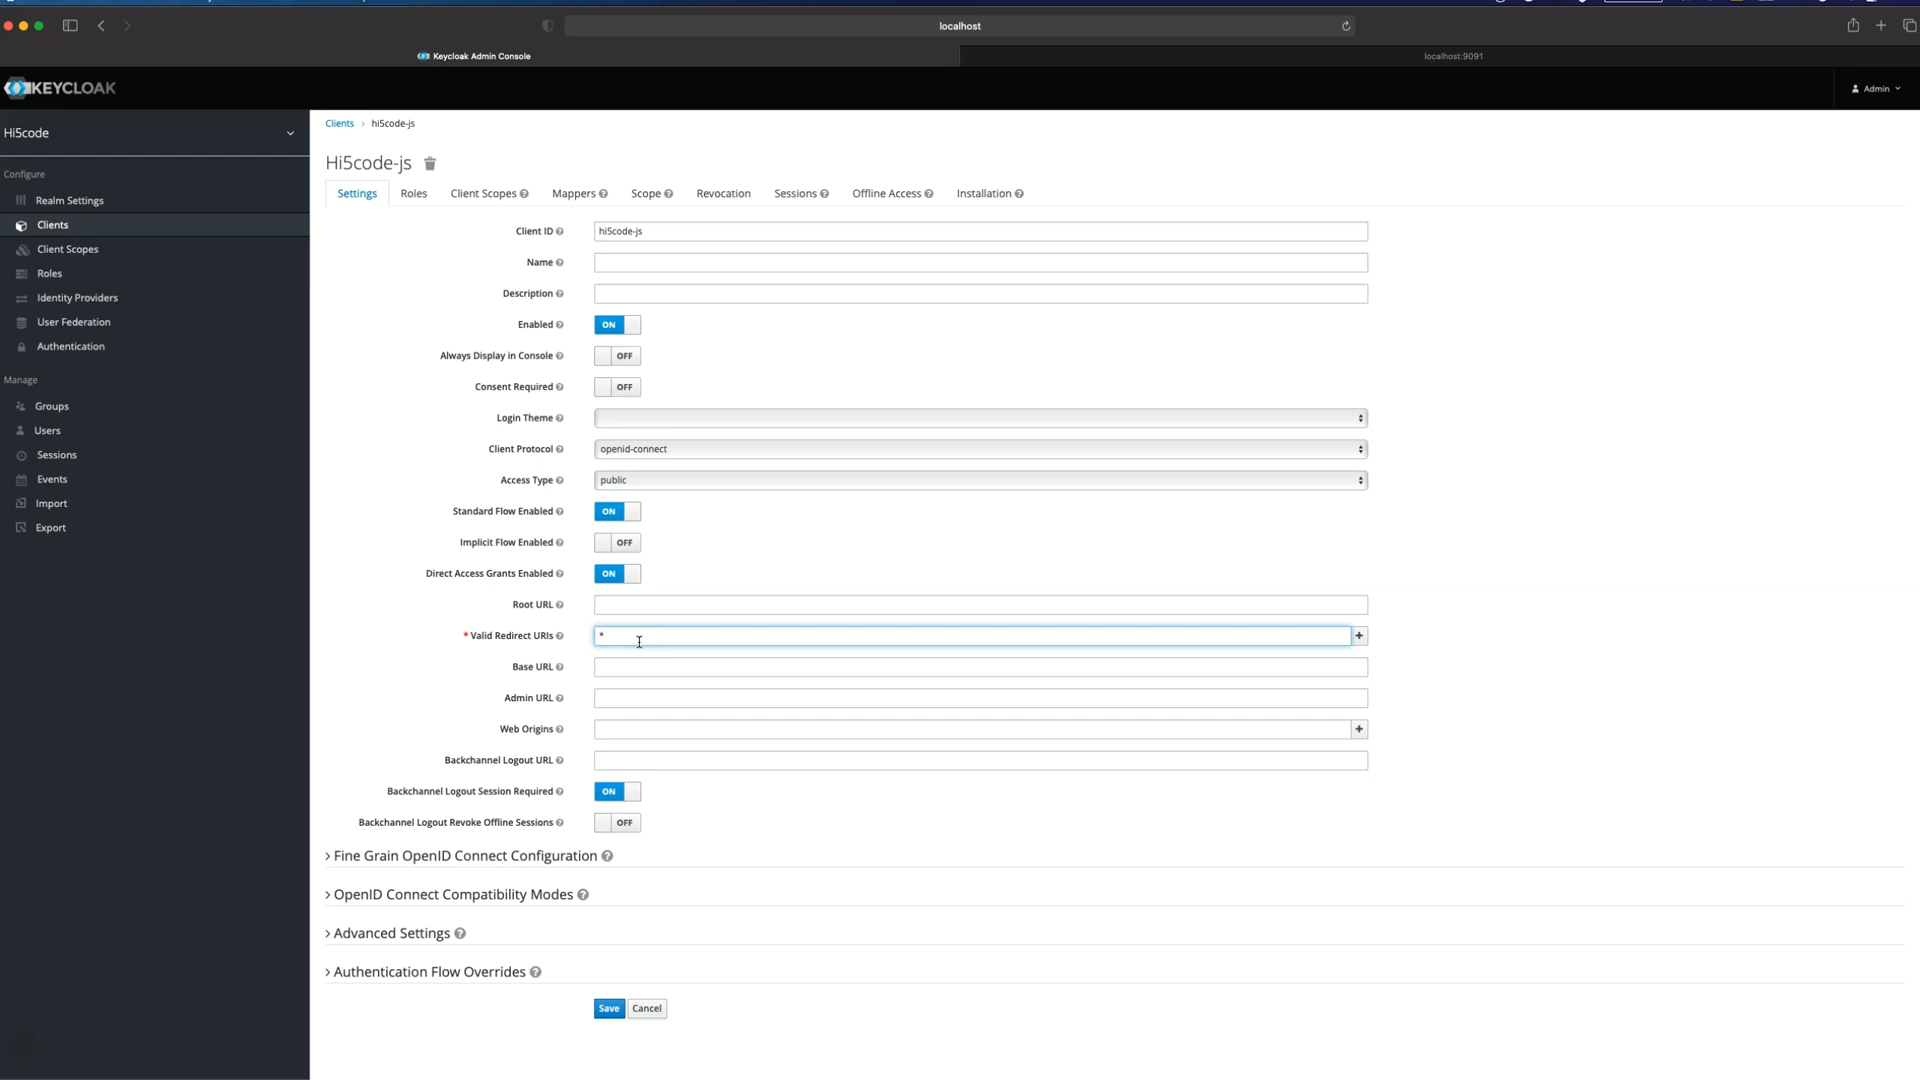 localhost
Keycloak Admin Console
localhost:9091
KEYCLOAK
Admin
Hi5code
Configure
Realm Settings
Clients
Client Scopes
Roles
Identity Providers
User Federation
Authentication
Manage
Groups
Users
Sessions
Events
Import
Export
Clients > hi5code-js
Hi5code-js
Settings Roles Client Scopes Mappers Scope Revocation Sessions Offline Access Installation
Client ID hi5code-js
Name
Description
Enabled ON
Always Display in Console OFF
Consent Required OFF
Login Theme
Client Protocol openid-connect
Access Type public
Standard Flow Enabled ON
Implicit Flow Enabled OFF
Direct Access Grants Enabled ON
Root URL
* Valid Redirect URIs * +
Base URL
Admin URL
Web Origins +
Backchannel Logout URL
Backchannel Logout Session Required ON
Backchannel Logout Revoke Offline Sessions OFF
> Fine Grain OpenID Connect Configuration
> OpenID Connect Compatibility Modes
> Advanced Settings
> Authentication Flow Overrides
Save Cancel